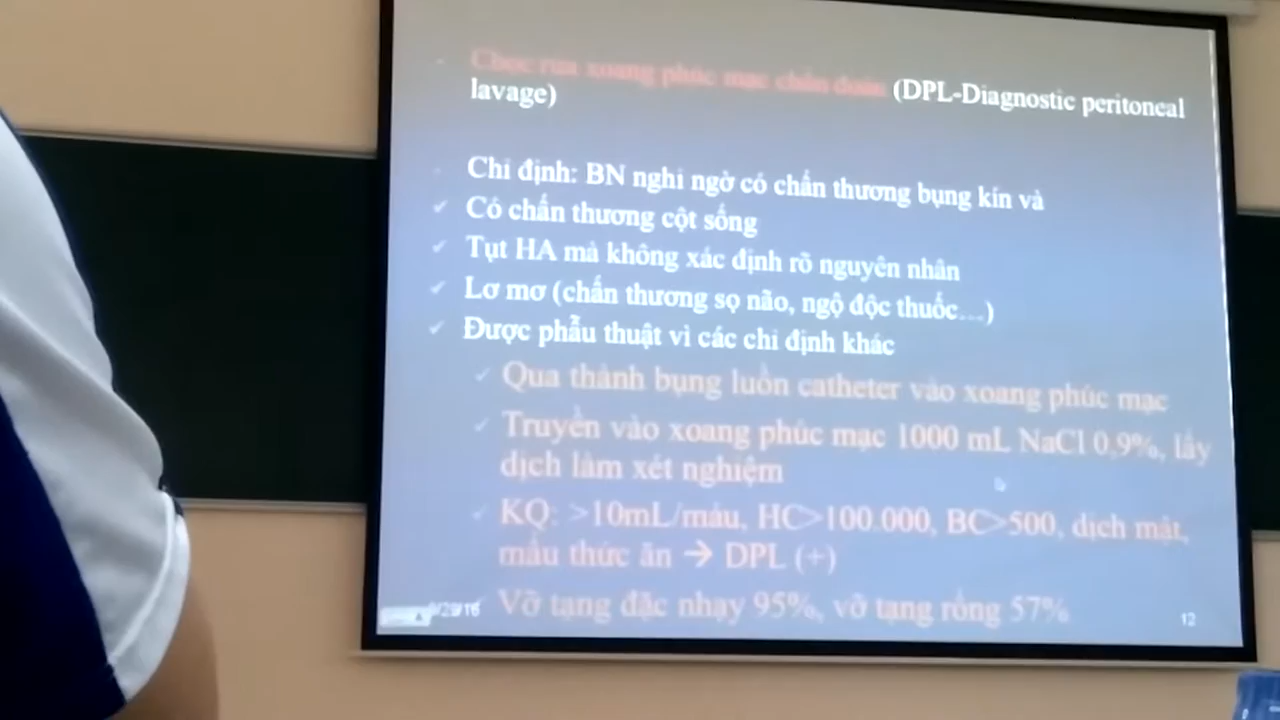 Chọc rửa xoang phúc mạc chẩn đoán (DPL-Diagnostic peritoneal
lavage)
Chỉ định: BN nghi ngờ có chấn thương bụng kín và
Có chấn thương cột sống
Tụt HA mà không xác định rõ nguyên nhân
Lơ mơ (chấn thương sọ não, ngộ độc thuốc…)
Được phẫu thuật vì các chỉ định khác
Qua thành bụng luồn catheter vào xoang phúc mạc
Truyền vào xoang phúc mạc 1000 mL NaCl 0,9%, lấy
dịch làm xét nghiệm
KQ: >10mL/máu, HC>100.000, BC>500, dịch mật,
mẩu thức ăn → DPL (+)
Vỡ tạng đặc nhạy 95%, vỡ tạng rỗng 57%
12